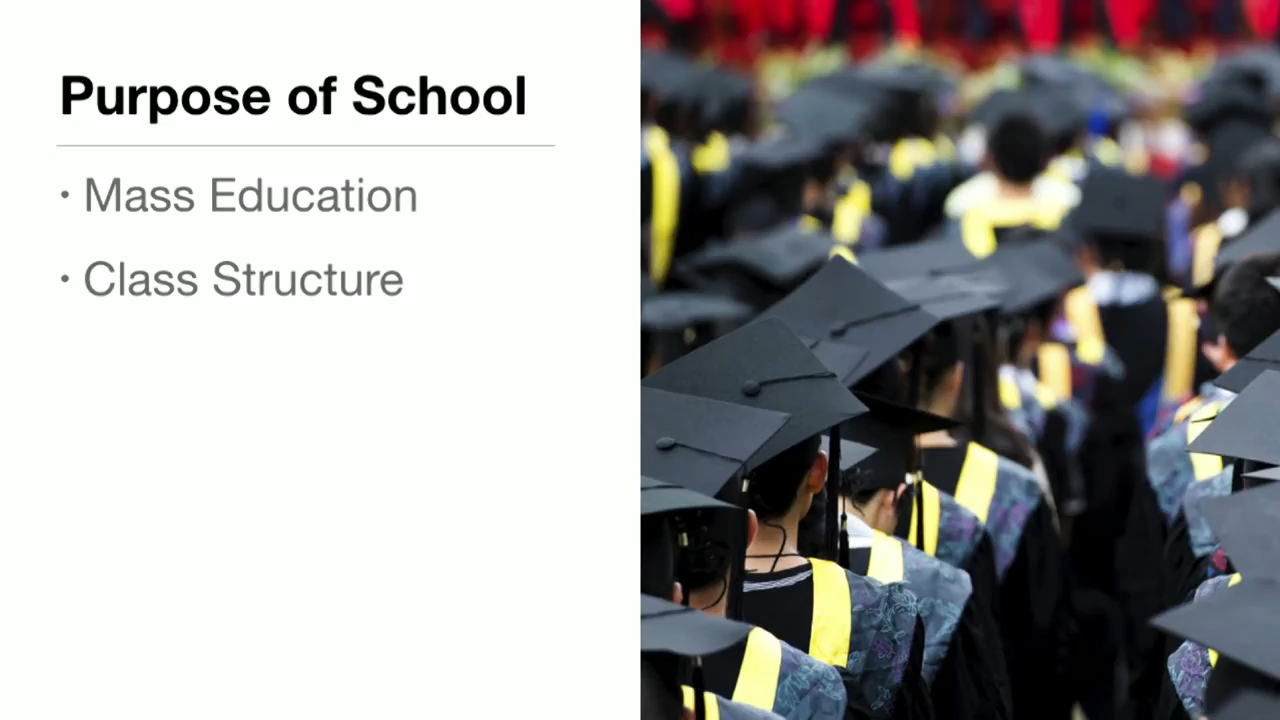 Purpose of School
• Mass Education
• Class Structure